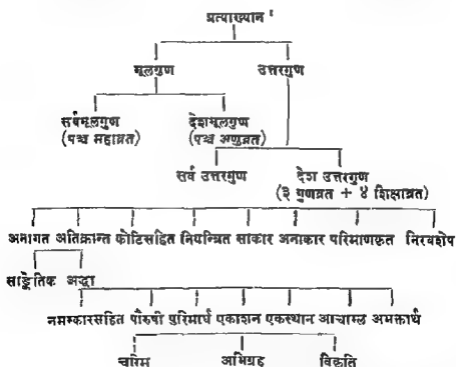 प्रत्याख्यान १
मूलगुण उत्तरगुण
सर्वमूलगुण देशमूलगुण
(पञ्च महाव्रत) (पञ्च अणुव्रत)
सर्व उत्तरगुण देश उत्तरगुण
(३ गुणव्रत + ४ शिक्षाव्रत)
अनागत अतिक्रान्त कोटिसहित नियन्त्रित साकार अनाकार परिमाणकृत निरवशेष
साङ्केतिक अद्धा
नमस्कारसहित पौरुषी पुरिमार्ध एकाशन एकस्थान आचाम्ल अभक्तार्थ
चरिम अभिग्रह विकृति